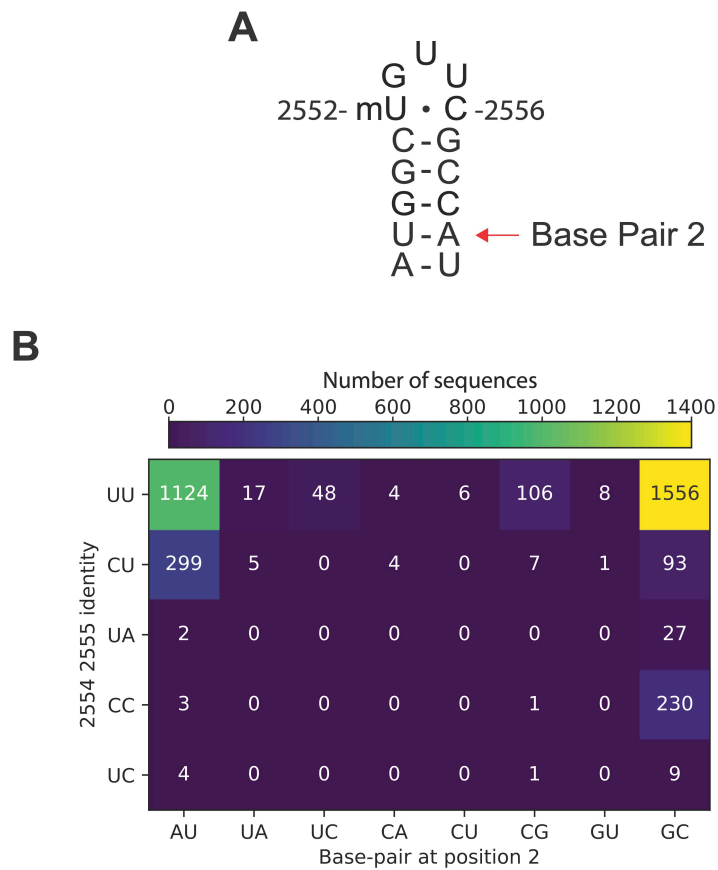 A
U
G U
2552- mU • C -2556
C - G
G - C
G - C
U - A Base Pair 2
A - U
B
Number of sequences
0 200 400 600 800 1000 1200 1400
2554 2555 identity
UU 1124 17 48 4 6 106 8 1556
CU 299 5 0 4 0 7 1 93
UA 2 0 0 0 0 0 0 27
CC 3 0 0 0 0 1 0 230
UC 4 0 0 0 0 1 0 9
AU UA UC CA CU CG GU GC
Base-pair at position 2